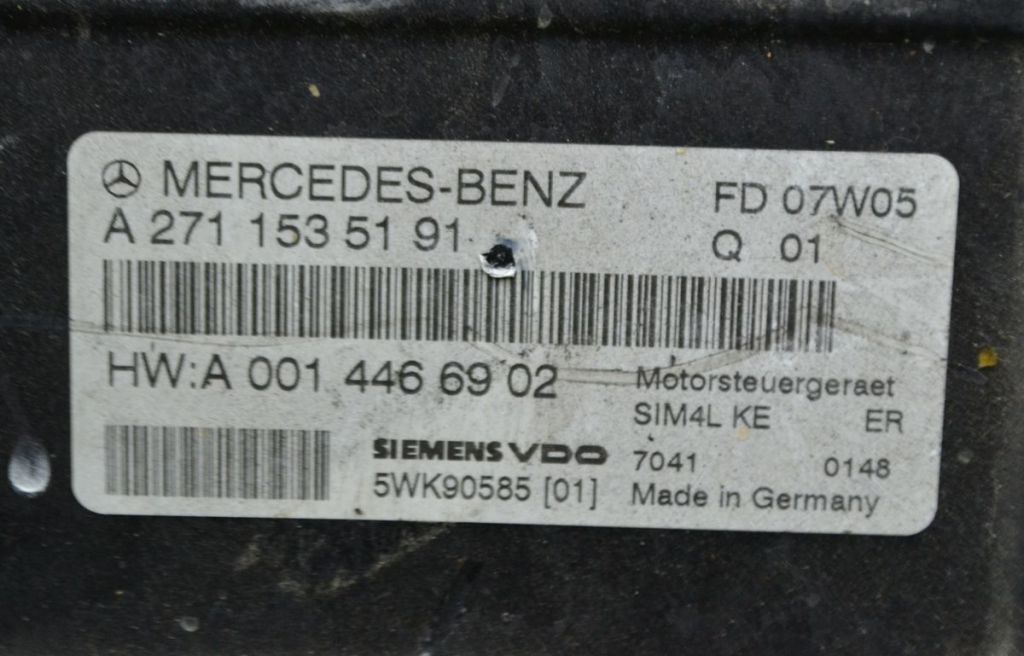 MERCEDES-BENZ
A 271 153 51 91
FD 07W05
Q 01
HW:A 001 446 69 02
Motorsteuergeraet
SIM4L KE ER
SIEMENS VDO
7041 0148
5WK90585 [01]
Made in Germany